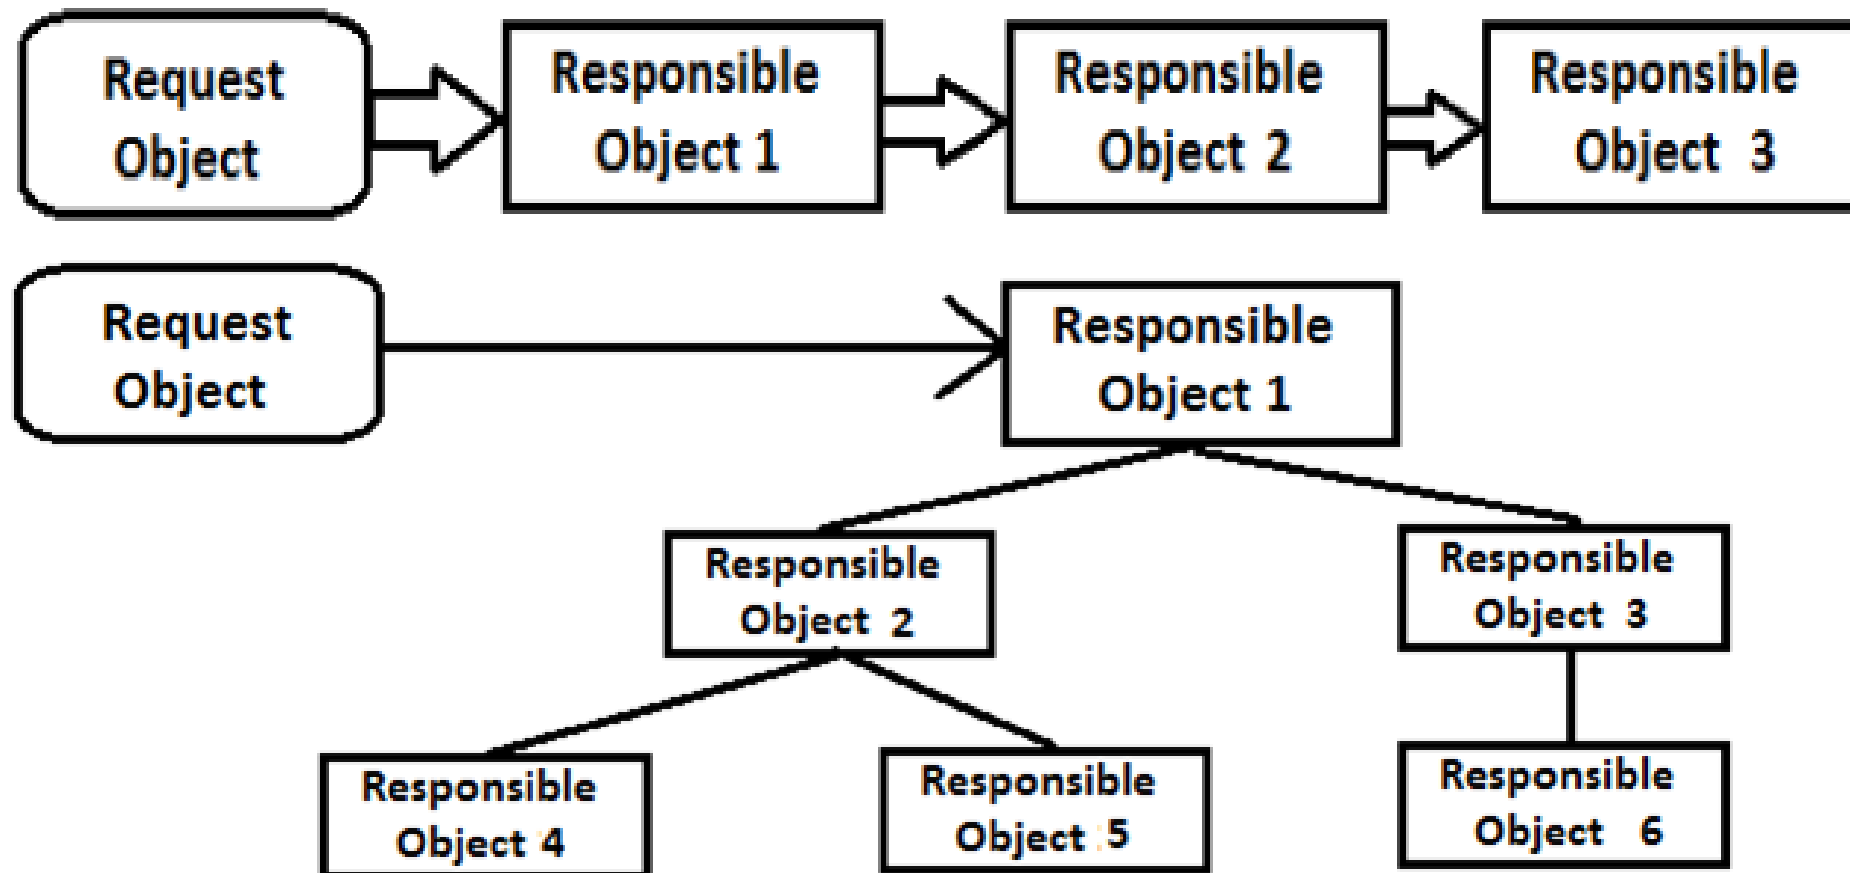 Request
Object
Responsible
Object 1
Responsible
Object 2
Responsible
Object 3
Request
Object
Responsible
Object 1
Responsible
Object 2
Responsible
Object 3
Responsible
Object 4
Responsible
Object 5
Responsible
Object 6